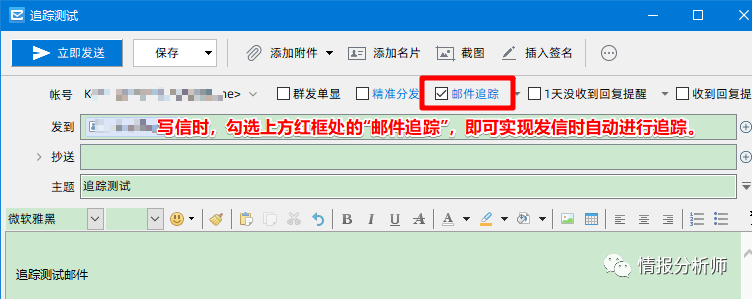 追踪测试
立即发送 保存 添加附件 添加名片 截图 插入签名
帐号 K ne> 群发单显 精准分发 邮件追踪 1天没收到回复提醒 收到回复提
发到 写信时，勾选上方红框处的“邮件追踪”，即可实现发信时自动进行追踪。
抄送
主题 追踪测试
微软雅黑 B I U A A
追踪测试邮件
情报分析师